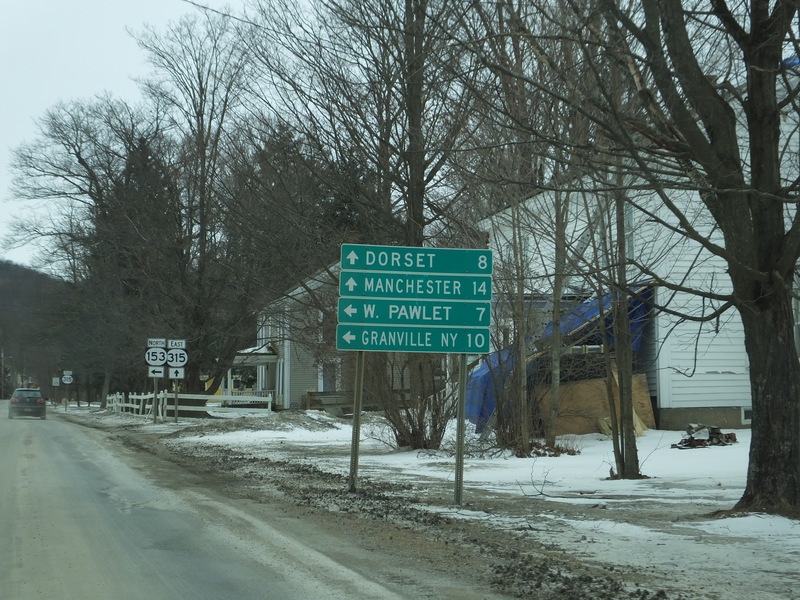 DORSET 8
MANCHESTER 14
W. PAWLET 7
GRANVILLE NY 10
NORTH EAST
153 315